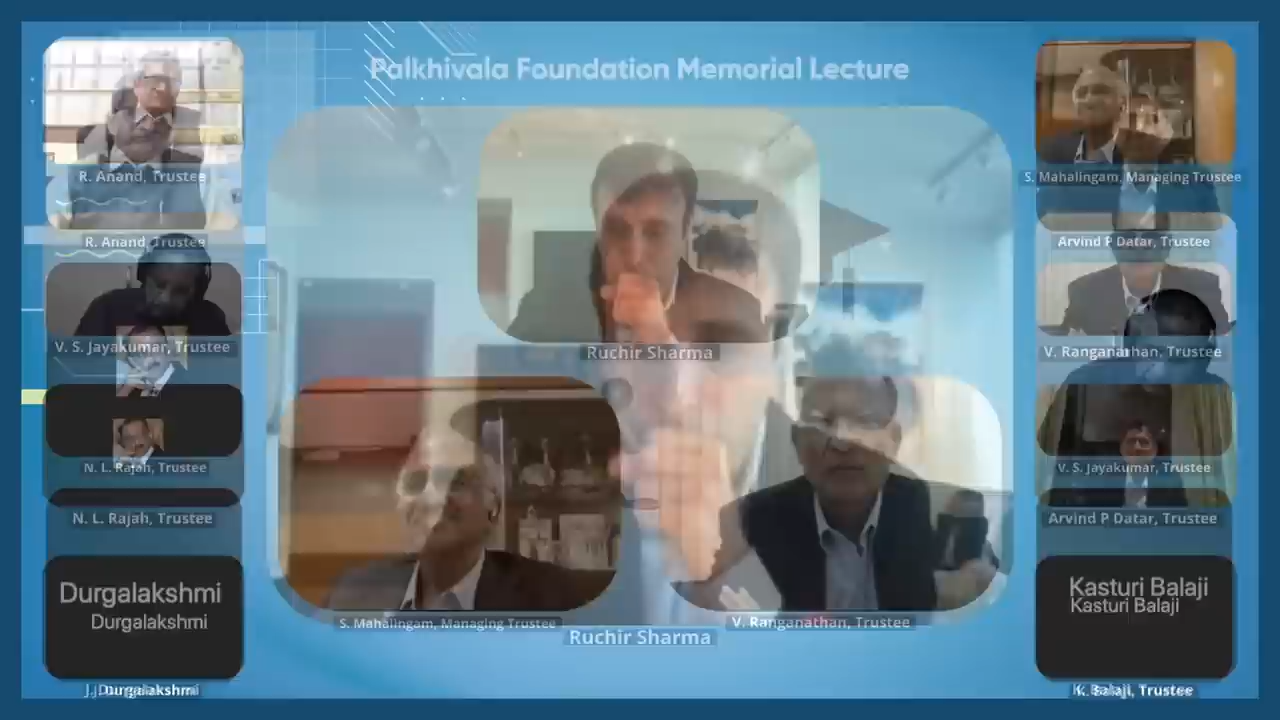 Palkhivala Foundation Memorial Lecture
R. Anand, Trustee
R. Anand, Trustee
V. S. Jayakumar, Trustee
N. L. Rajah, Trustee
N. L. Rajah, Trustee
Durgalakshmi
Durgalakshmi
Durgalakshmi
Ruchir Sharma
S. Mahalingam, Managing Trustee
V. Ranganathan, Trustee
Ruchir Sharma
S. Mahalingam, Managing Trustee
Arvind P Datar, Trustee
V. Ranganathan, Trustee
V. S. Jayakumar, Trustee
Arvind P Datar, Trustee
Kasturi Balaji
Kasturi Balaji
K. Balaji, Trustee